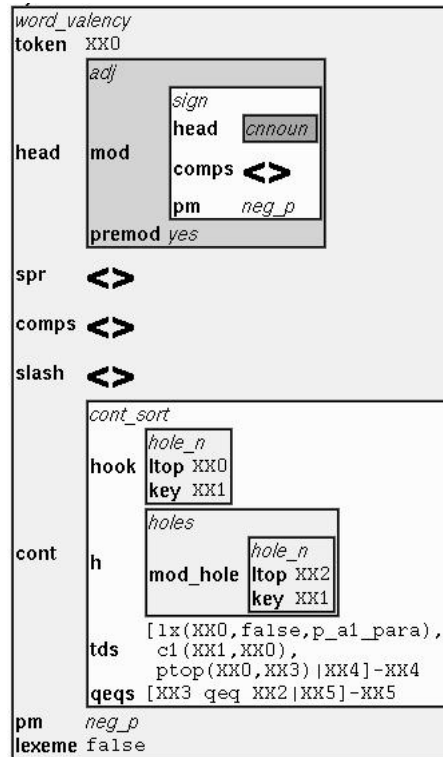 word_valency
token XX0
adj
sign
head cnnoun
head mod
comps <>
pm neg_p
premod yes
spr <>
comps <>
slash <>
cont_sort
hole_n
hook ltop XX0
key XX1
holes
hole_n
cont h mod_hole ltop XX2
key XX1
[lx(XX0,false,p_a1_para),
tds c1(XX1,XX0),
ptop(XX0,XX3)|XX4]-XX4
qeqs [XX3 qeq XX2|XX5]-XX5
pm neg_p
lexeme false